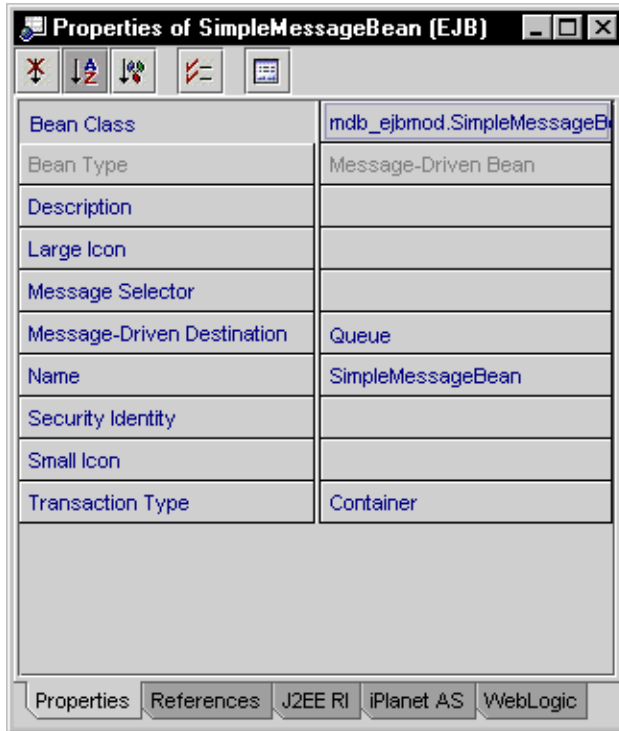 Properties of SimpleMessageBean (EJB)
Bean Class mdb_ejbmod.SimpleMessageB
Bean Type Message-Driven Bean
Description
Large Icon
Message Selector
Message-Driven Destination Queue
Name SimpleMessageBean
Security Identity
Small Icon
Transaction Type Container
Properties References J2EE RI iPlanet AS WebLogic